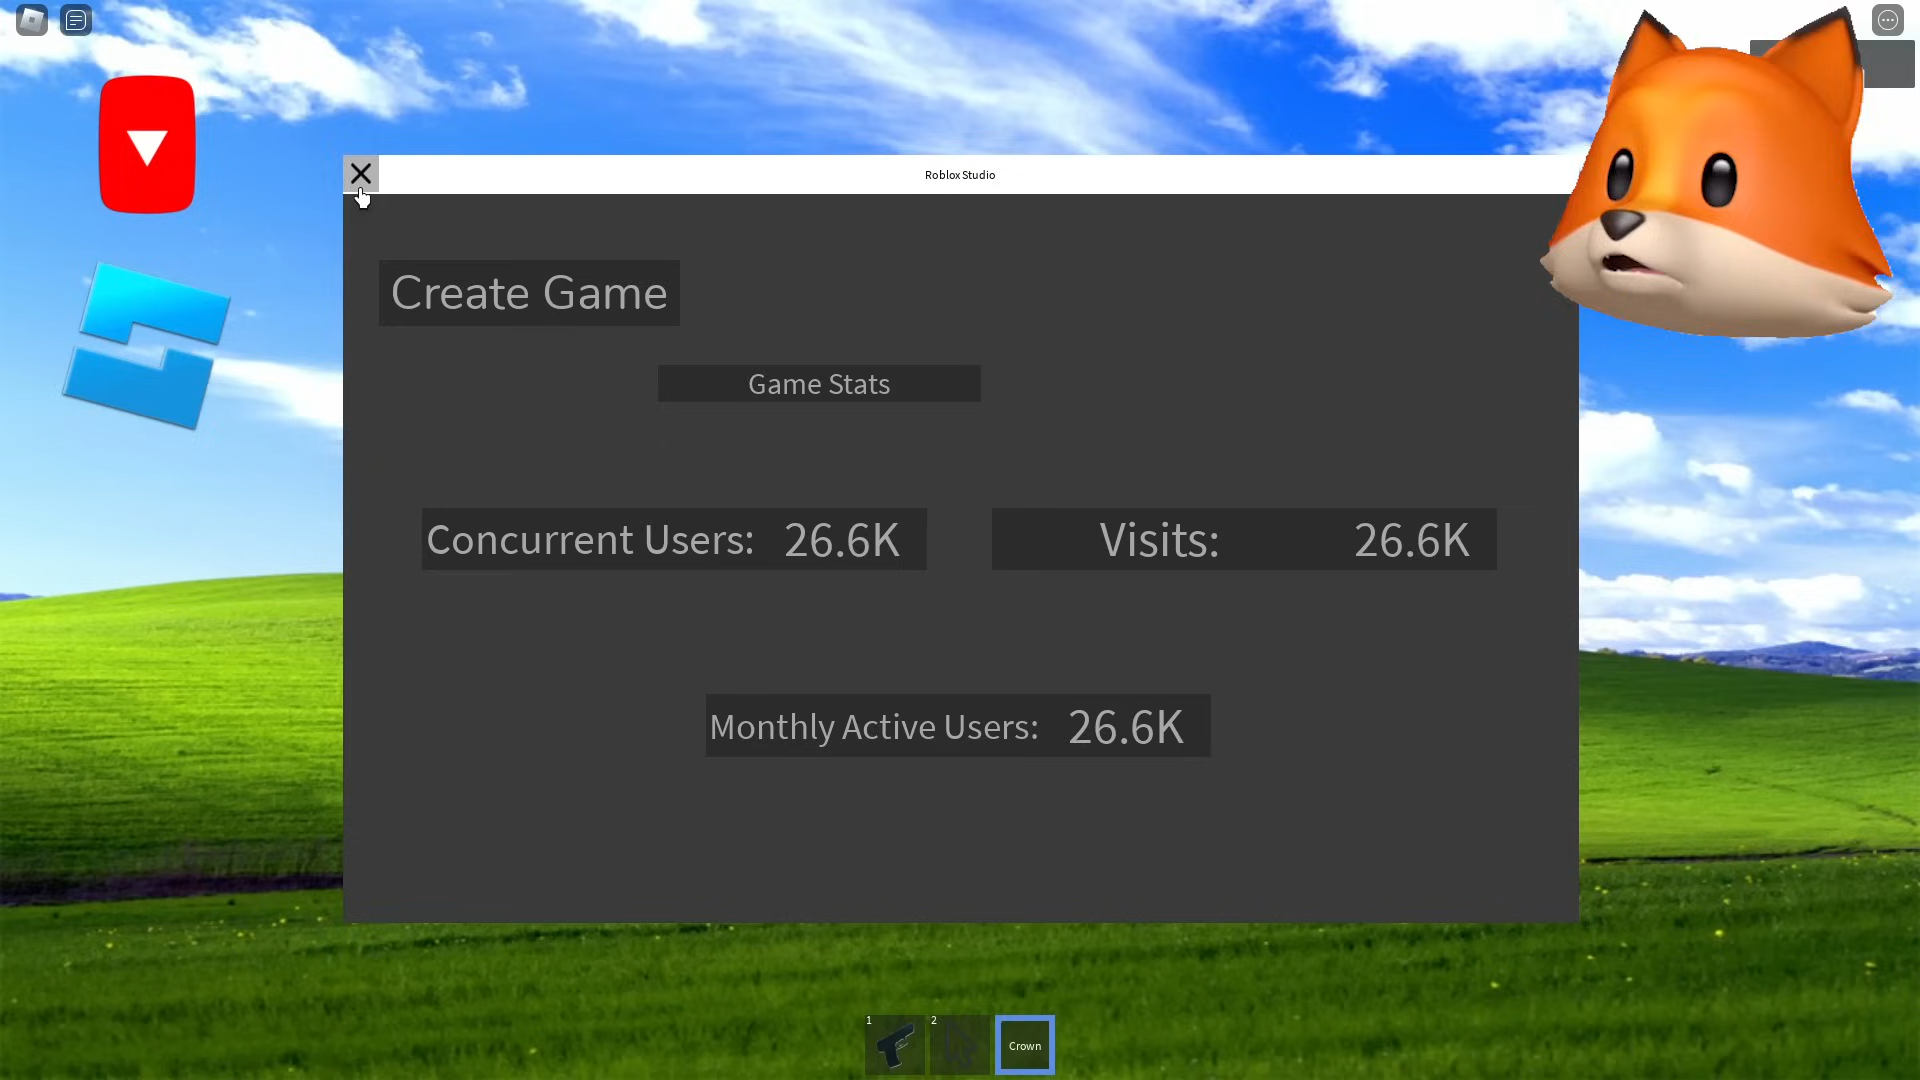 Roblox Studio
Create Game
Game Stats
Concurrent Users: 26.6K
Visits: 26.6K
Monthly Active Users: 26.6K
1
2
Crown